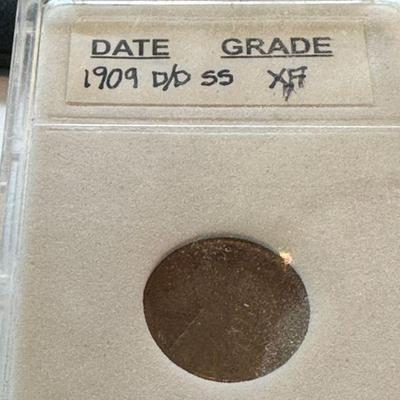 DATE GRADE
1909 D/D SS XF